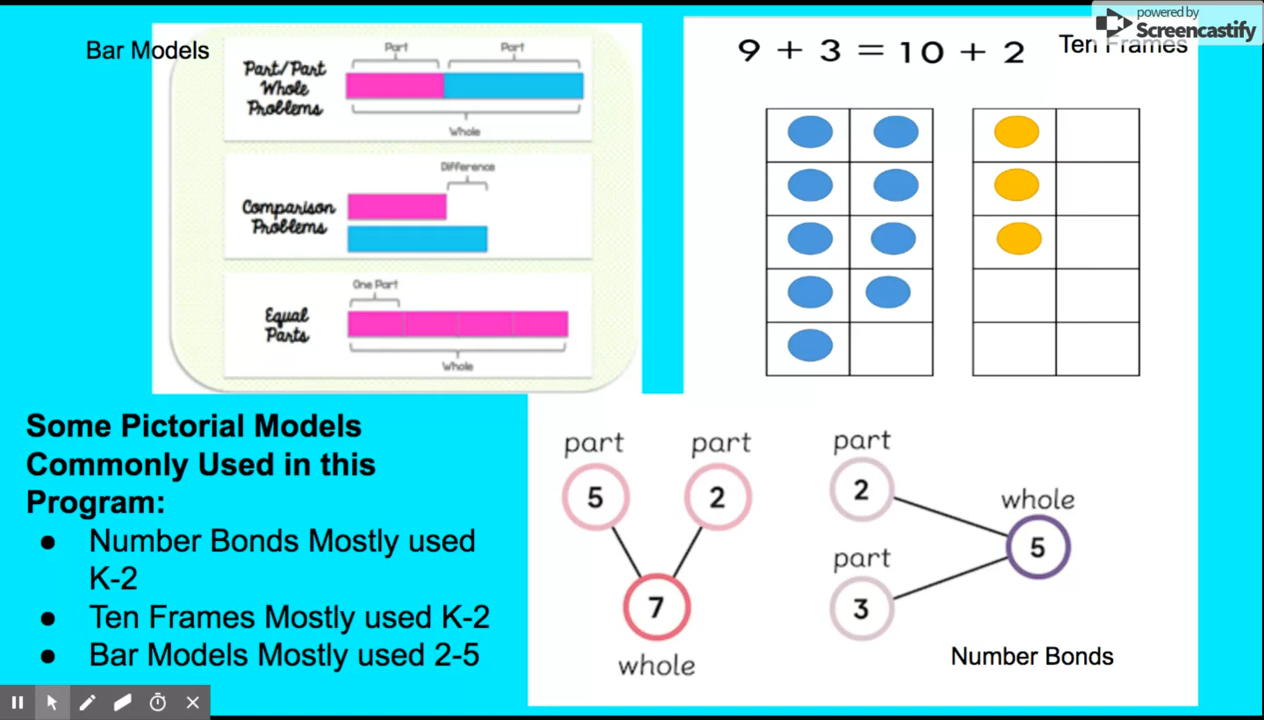 Bar Models
Part Part
Part/Part
Whole
Problems
Whole
Difference
Comparison
Problems
One Part
Equal
Parts
Whole
powered by
Screencastify
Ten Frames
9 + 3 = 10 + 2
Some Pictorial Models
Commonly Used in this
Program:
● Number Bonds Mostly used
K-2
● Ten Frames Mostly used K-2
● Bar Models Mostly used 2-5
part part
5 2
7
whole
part
2
whole
5
part
3
Number Bonds